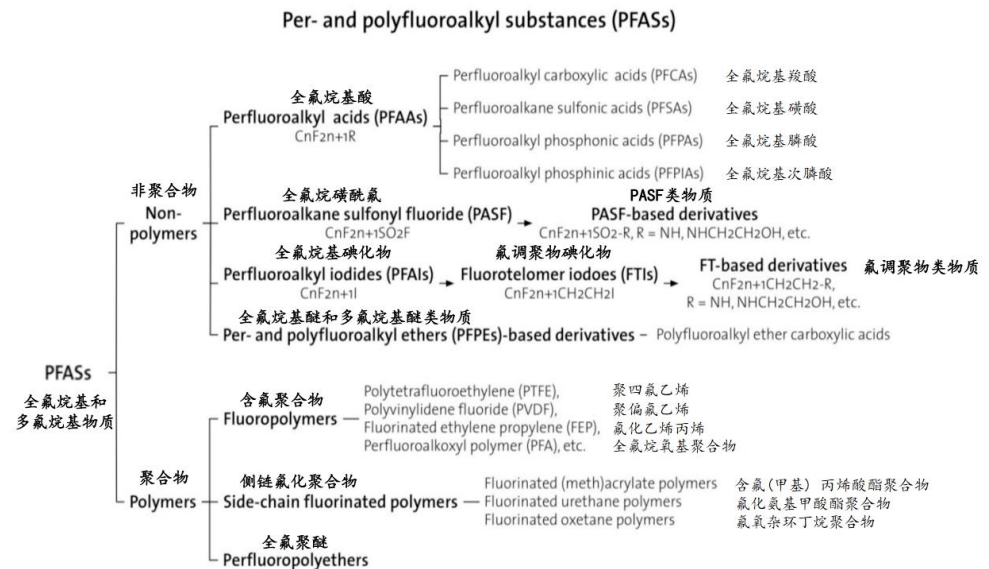 Per- and polyfluoroalkyl substances (PFASs)
全氟烷基酸
Perfluoroalkyl acids (PFAAs)
CnF2n+1R
Perfluoroalkyl carboxylic acids (PFCAs) 全氟烷基羧酸
Perfluoroalkane sulfonic acids (PFSAs) 全氟烷基磺酸
Perfluoroalkyl phosphonic acids (PFPAs) 全氟烷基膦酸
Perfluoroalkyl phosphinic acids (PFPIAs) 全氟烷基次膦酸
非聚合物
Non-
polymers
全氟烷磺酰氟
Perfluoroalkane sulfonyl fluoride (PASF)
CnF2n+1SO2F
PASF类物质
PASF-based derivatives
CnF2n+1SO2-R, R = NH, NHCH2CH2OH, etc.
全氟烷基碘化物
Perfluoroalkyl iodides (PFAIs)
CnF2n+1I
氟调聚物碘化物
Fluorotelomer iodoes (FTIs)
CnF2n+1CH2CH2I
FT-based derivatives 氟调聚物类物质
CnF2n+1CH2CH2-R,
R = NH, NHCH2CH2OH, etc.
全氟烷基醚和多氟烷基醚类物质
Per- and polyfluoroalkyl ethers (PFPEs)-based derivatives – Polyfluoroalkyl ether carboxylic acids
PFASs
全氟烷基和
多氟烷基物质
含氟聚合物
Fluoropolymers
Polytetrafluoroethylene (PTFE), 聚四氟乙烯
Polyvinylidene fluoride (PVDF), 聚偏氟乙烯
Fluorinated ethylene propylene (FEP), 氟化乙烯丙烯
Perfluoroalkoxyl polymer (PFA), etc. 全氟烷氧基聚合物
聚合物
Polymers
侧链氟化聚合物
Side-chain fluorinated polymers
Fluorinated (meth)acrylate polymers 含氟(甲基) 丙烯酸酯聚合物
Fluorinated urethane polymers 氟化氨基甲酸酯聚合物
Fluorinated oxetane polymers 氟氧杂环丁烷聚合物
全氟聚醚
Perfluoropolyethers